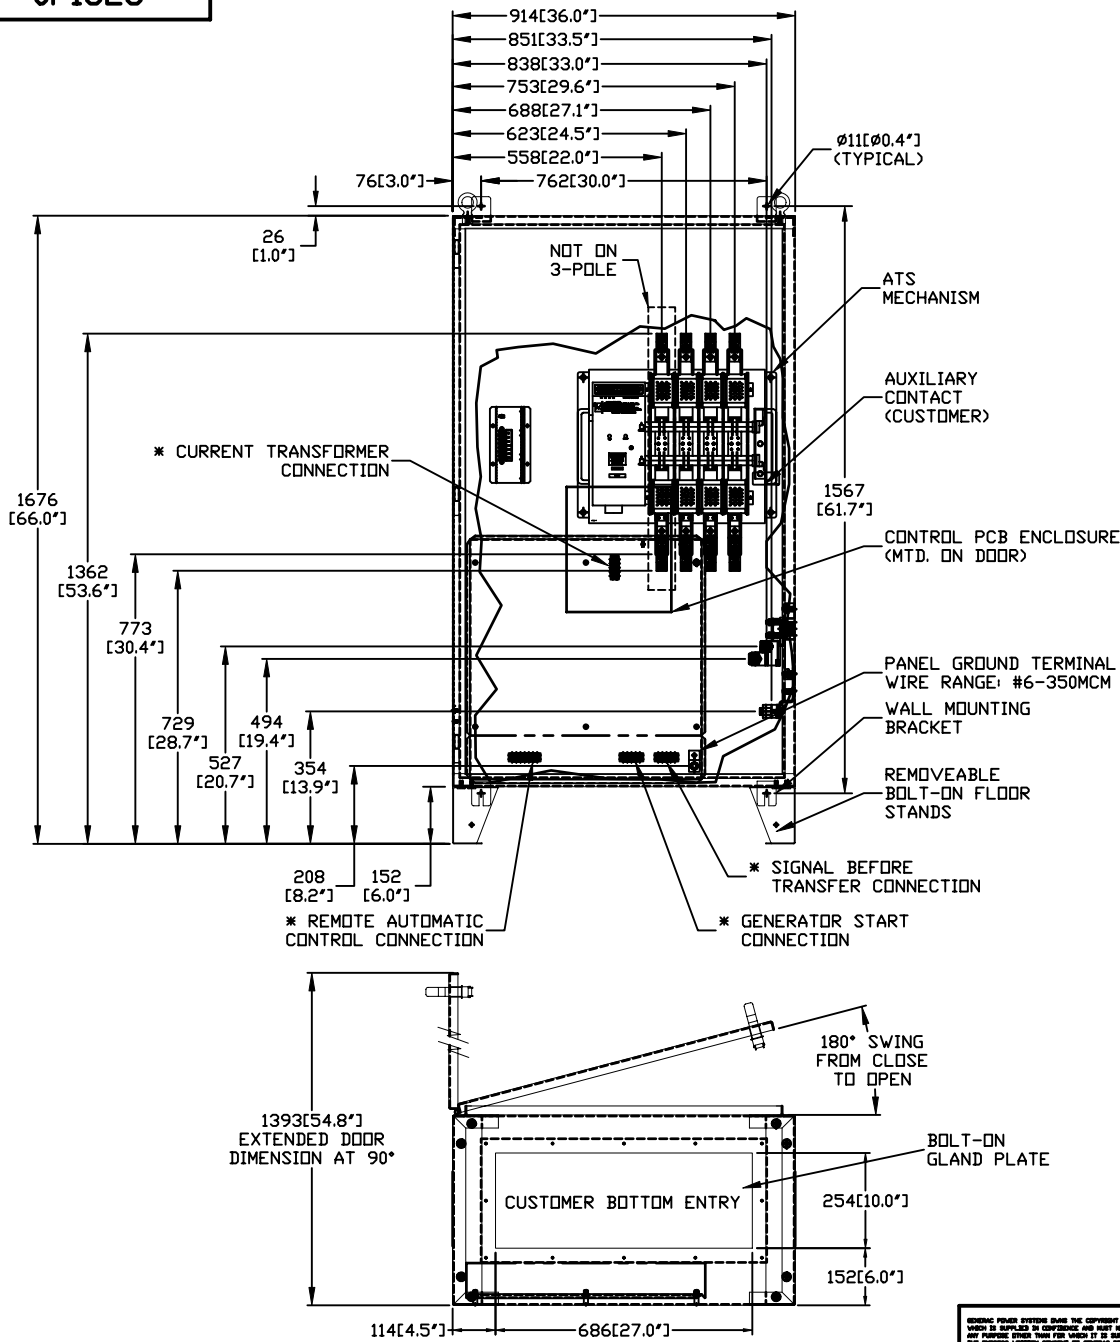 914[36.0"]
851[33.5"]
838[33.0"]
753[29.6"]
688[27.1"]
623[24.5"]
558[22.0"]
76[3.0"]
762[30.0"]
ø11[ø0.4"]
(TYPICAL)
26
[1.0"]
NOT ON
3-POLE
ATS
MECHANISM
AUXILIARY
CONTACT
(CUSTOMER)
* CURRENT TRANSFORMER
CONNECTION
1676
[66.0"]
1567
[61.7"]
CONTROL PCB ENCLOSURE
(MTD. ON DOOR)
1362
[53.6"]
773
[30.4"]
PANEL GROUND TERMINAL
WIRE RANGE: #6-350MCM
WALL MOUNTING
BRACKET
729
[28.7"]
494
[19.4"]
527
[20.7"]
354
[13.9"]
REMOVEABLE
BOLT-ON FLOOR
STANDS
208
[8.2"]
152
[6.0"]
* SIGNAL BEFORE
TRANSFER CONNECTION
* REMOTE AUTOMATIC
CONTROL CONNECTION
* GENERATOR START
CONNECTION
180° SWING
FROM CLOSE
TO OPEN
1393[54.8"]
EXTENDED DOOR
DIMENSION AT 90°
BOLT-ON
GLAND PLATE
CUSTOMER BOTTOM ENTRY
254[10.0"]
152[6.0"]
114[4.5"]
686[27.0"]